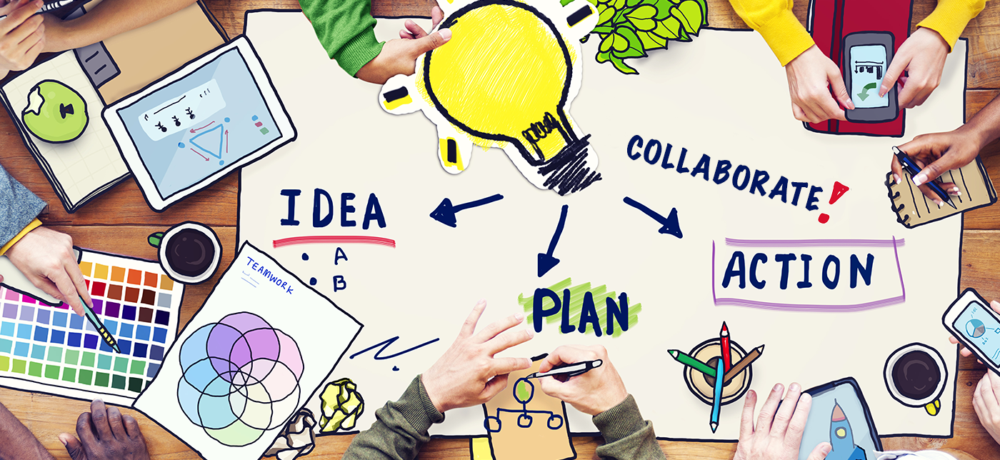 COLLABORATE!
IDEA
• A
• B
ACTION
TEAMWORK
PLAN